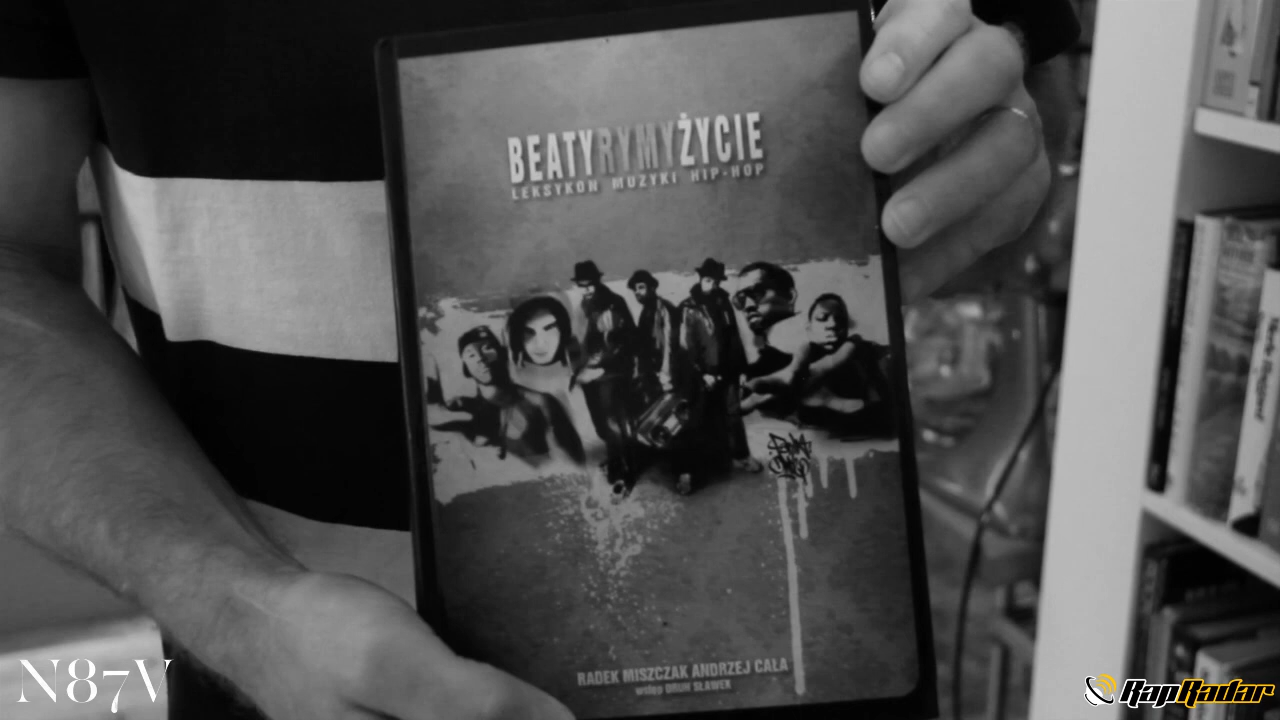 BEATYRYMYŻYCIE
LEKSYKON MUZYKI HIP-HOP
RADEK MISZCZAK ANDRZEJ CAŁA
wstęp DRUH SŁAWEK
N87V
RapRadar